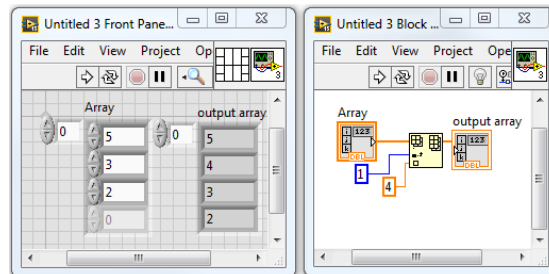 Untitled 3 Front Pane...
File Edit View Project Op
3
Array
output array
0
5
0
5
3
4
2
3
0
2
Untitled 3 Block ...
File Edit View Project Ope
3
Array
output array
123
DBL
123
DBL
1
4